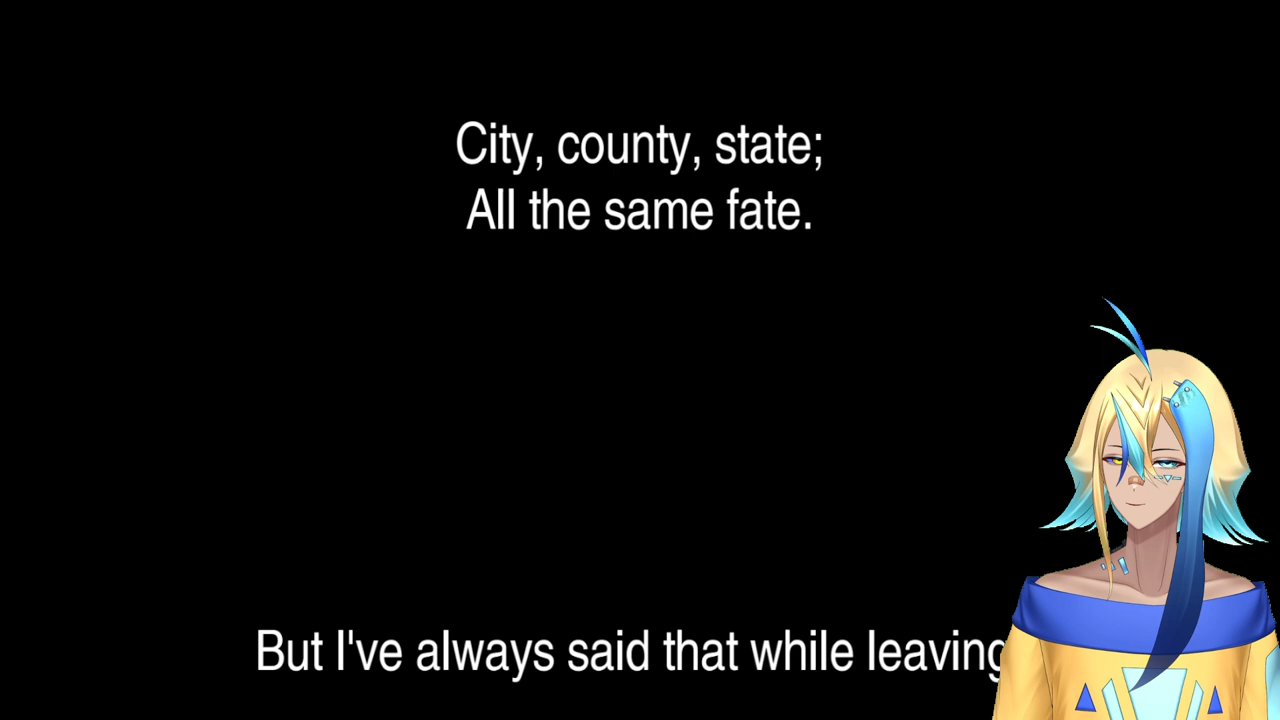 City, county, state;
All the same fate.
But I've always said that while leaving